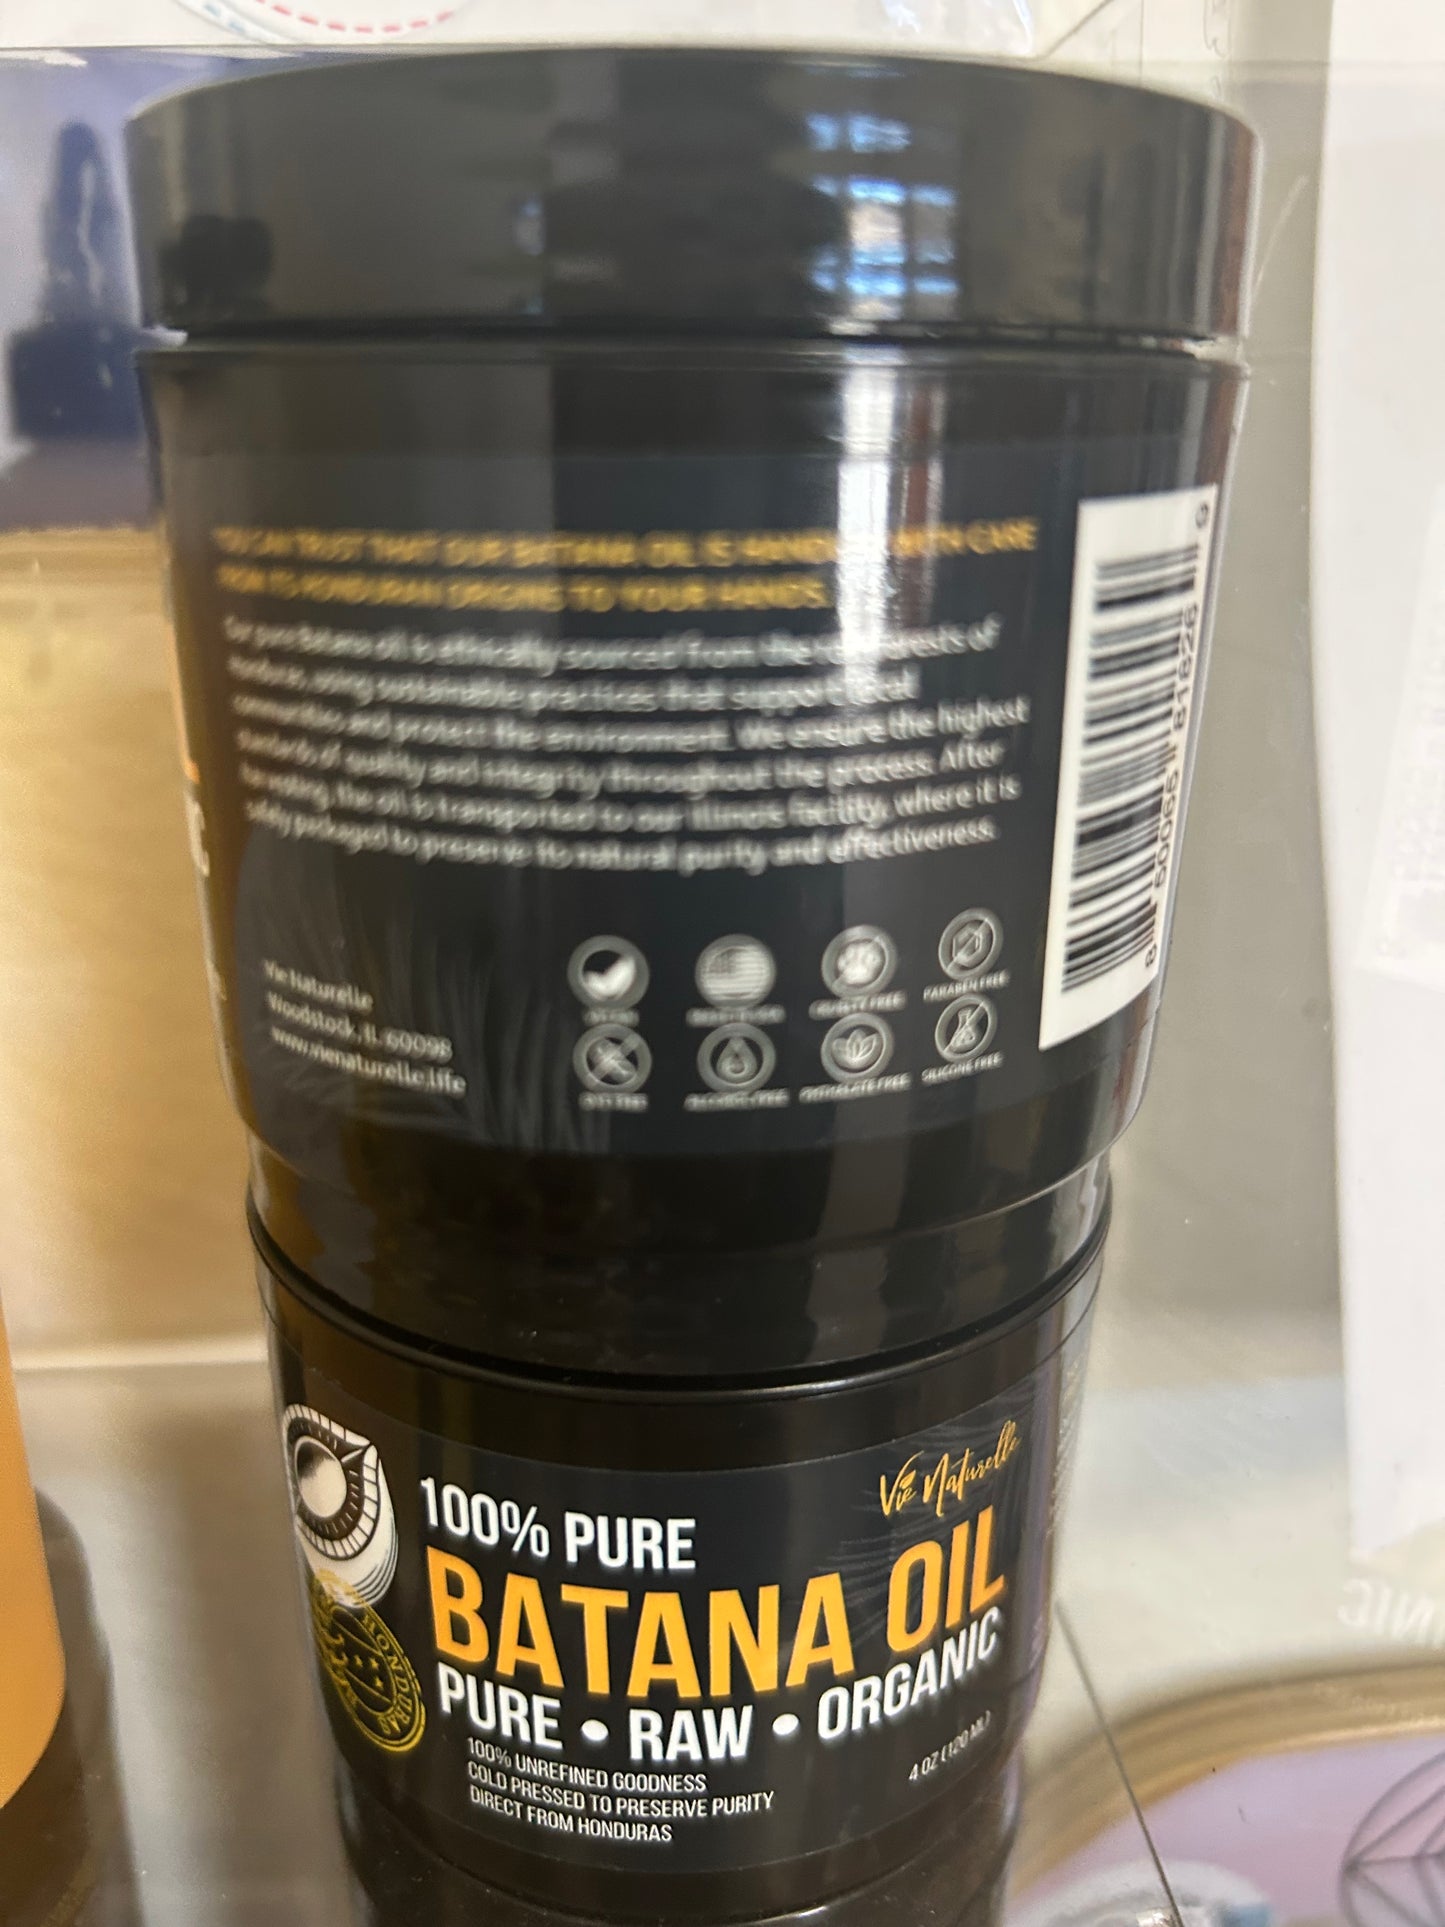 YOU CAN TRUST THAT OUR BATANA OIL IS HANDLED WITH CARE
FROM ITS HONDURAN ORIGINS TO YOUR HANDS.
Our pure Batana oil is ethically sourced from the rainforests of
Honduras, using sustainable practices that support local
communities and protect the environment. We ensure the highest
standards of quality and integrity throughout the process. After
harvesting, the oil is transported to our Illinois facility, where it is
safely packaged to preserve its natural purity and effectiveness.
Vie Naturelle
Woodstock, IL 60098
www.vienaturelle.life
CRUELTY FREE
PARABEN FREE
ALCOHOL FREE
SILICONE FREE
Vie Naturelle
100% PURE
BATANA OIL
PURE • RAW • ORGANIC
100% UNREFINED GOODNESS
COLD PRESSED TO PRESERVE PURITY
DIRECT FROM HONDURAS
4 OZ (120 ML)
HONDURAS